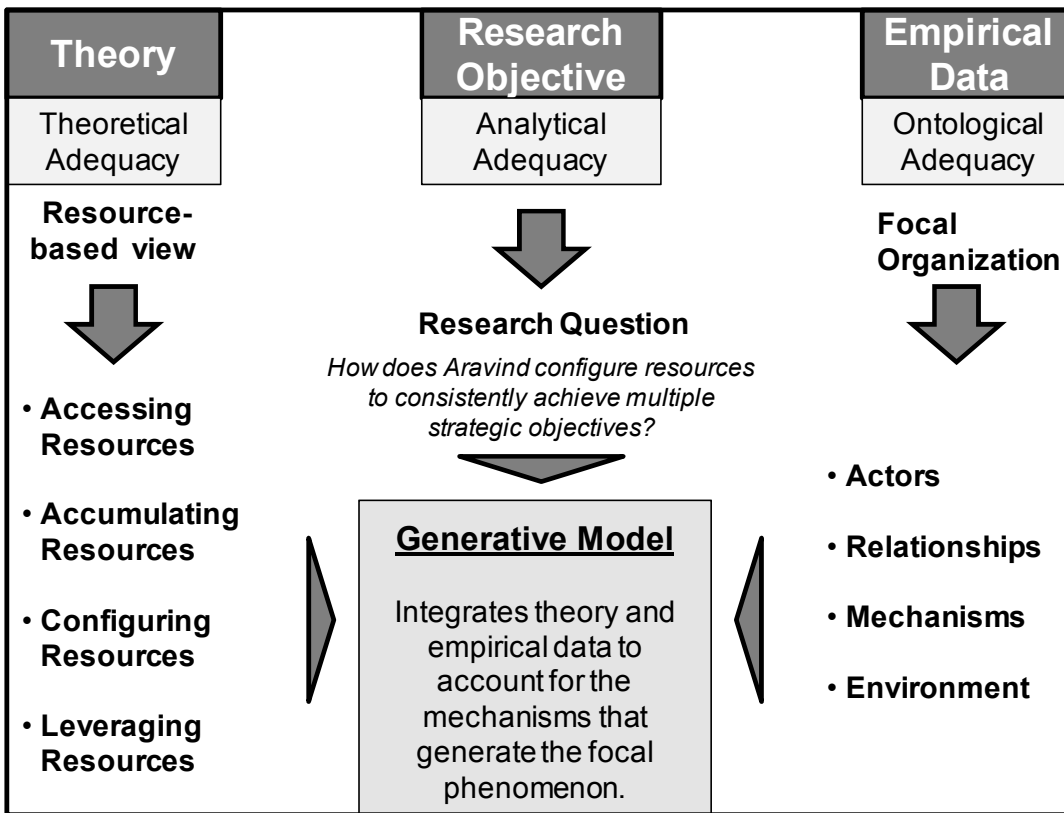 Theory
Theoretical
Adequacy
Resource-
based view
• Accessing
Resources
• Accumulating
Resources
• Configuring
Resources
• Leveraging
Resources
Research
Objective
Analytical
Adequacy
Research Question
How does Aravind configure resources
to consistently achieve multiple
strategic objectives?
Generative Model
Integrates theory and
empirical data to
account for the
mechanisms that
generate the focal
phenomenon.
Empirical
Data
Ontological
Adequacy
Focal
Organization
• Actors
• Relationships
• Mechanisms
• Environment